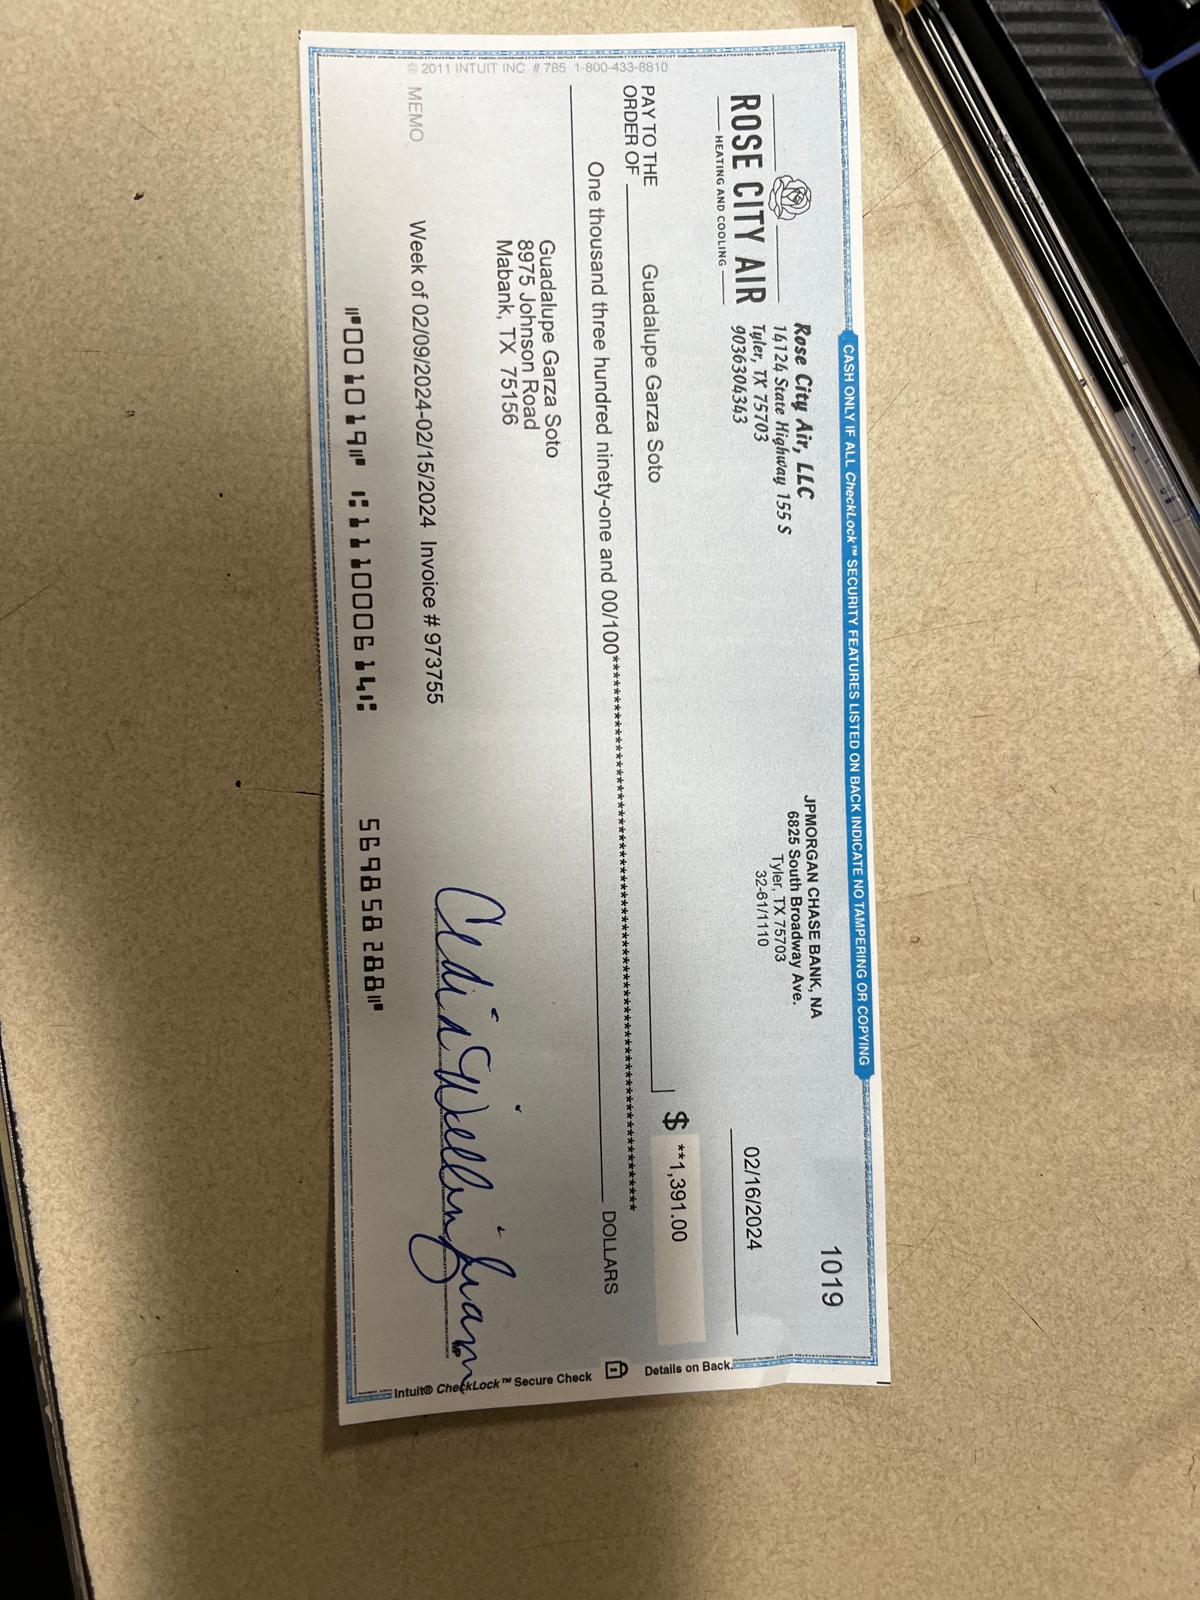 CASH ONLY IF ALL CheckLock™ SECURITY FEATURES LISTED ON BACK INDICATE NO TAMPERING OR COPYING
1019
ROSE CITY AIR
HEATING AND COOLING
Rose City Air, LLC
14124 State Highway 155 S
Tyler, TX 75703
9036304343
JPMORGAN CHASE BANK, NA
6825 South Broadway Ave.
Tyler, TX 75703
32-61/1110
02/16/2024
PAY TO THE
ORDER OF
Guadalupe Garza Soto
$ **1,391.00
One thousand three hundred ninety-one and 00/100**********************************************************************
DOLLARS
Guadalupe Garza Soto
8975 Johnson Road
Mabank, TX 75156
MEMO
Week of 02/09/2024-02/15/2024 Invoice # 973755
MP
⑈001019⑈ ⑆111000614⑆ 569858288⑈
© 2011 INTUIT INC. # 785 1-800-433-8810
Intuit® CheckLock™ Secure Check
Details on Back.